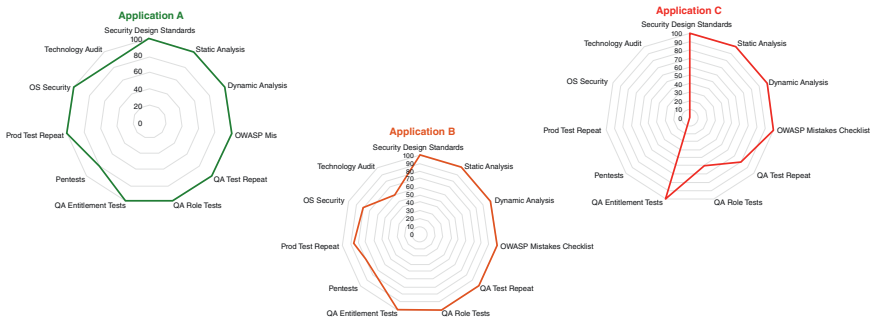 Application A
Security Design Standards
Static Analysis
Dynamic Analysis
OWASP Mis
QA Test Repeat
QA Role Tests
QA Entitlement Tests
Pentests
Prod Test Repeat
OS Security
Technology Audit
100
80
60
40
20
0
Application B
Security Design Standards
Static Analysis
Dynamic Analysis
OWASP Mistakes Checklist
QA Test Repeat
QA Role Tests
QA Entitlement Tests
Pentests
Prod Test Repeat
OS Security
Technology Audit
100
90
80
70
60
50
40
30
20
10
0
Application C
Security Design Standards
Static Analysis
Dynamic Analysis
OWASP Mistakes Checklist
QA Test Repeat
QA Role Tests
QA Entitlement Tests
Pentests
Prod Test Repeat
OS Security
Technology Audit
100
90
80
70
60
50
40
30
20
10
0